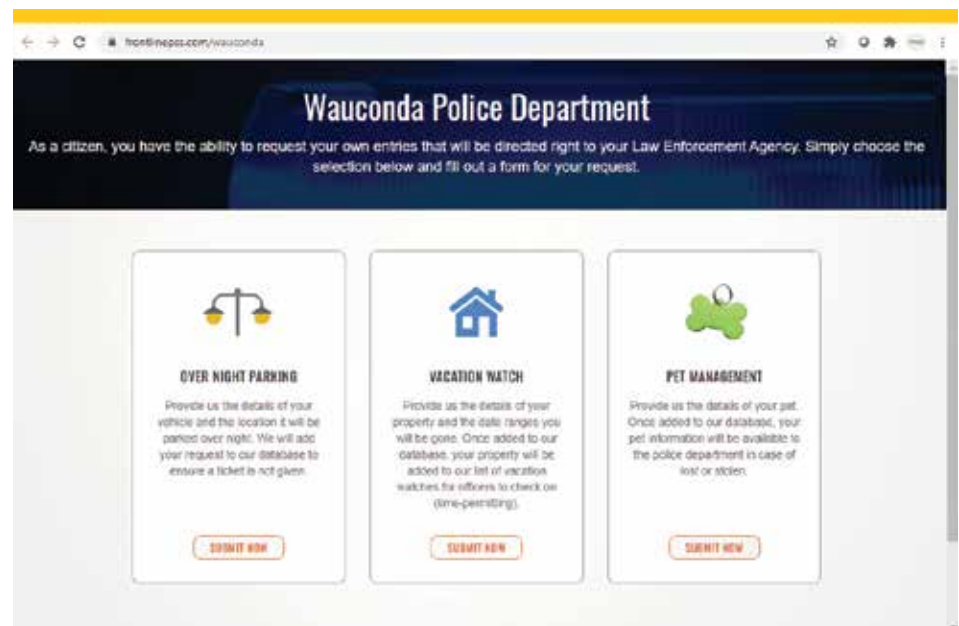 frontlinepss.com/wauconda
Wauconda Police Department
As a citizen, you have the ability to request your own entries that will be directed right to your Law Enforcement Agency. Simply choose the
selection below and fill out a form for your request.
OVER NIGHT PARKING
Provide us the details of your
vehicle and the location it will be
parked over night. We will add
your request to our database to
ensure a ticket is not given.
SUBMIT NOW
VACATION WATCH
Provide us the details of your
property and the date ranges you
will be gone. Once added to our
database, your property will be
added to our list of vacation
watches for officers to check on
(time-permitting).
SUBMIT NOW
PET MANAGEMENT
Provide us the details of your pet.
Once added to our database, your
pet information will be available to
the police department in case of
lost or stolen.
SUBMIT NOW